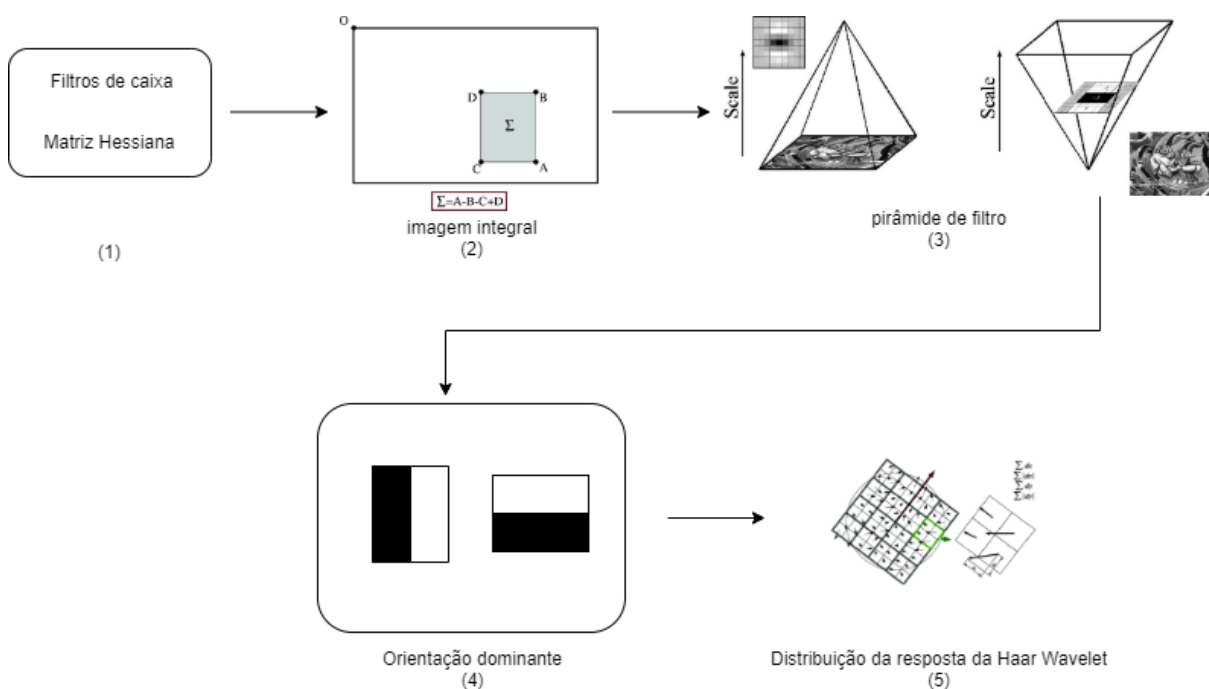 Filtros de caixa
Matriz Hessiana
(1)
O
D
B
Σ
C
A
Σ=A-B-C+D
imagem integral
(2)
Scale
Scale
pirâmide de filtro
(3)
Orientação dominante
(4)
Distribuição da resposta da Haar Wavelet
(5)